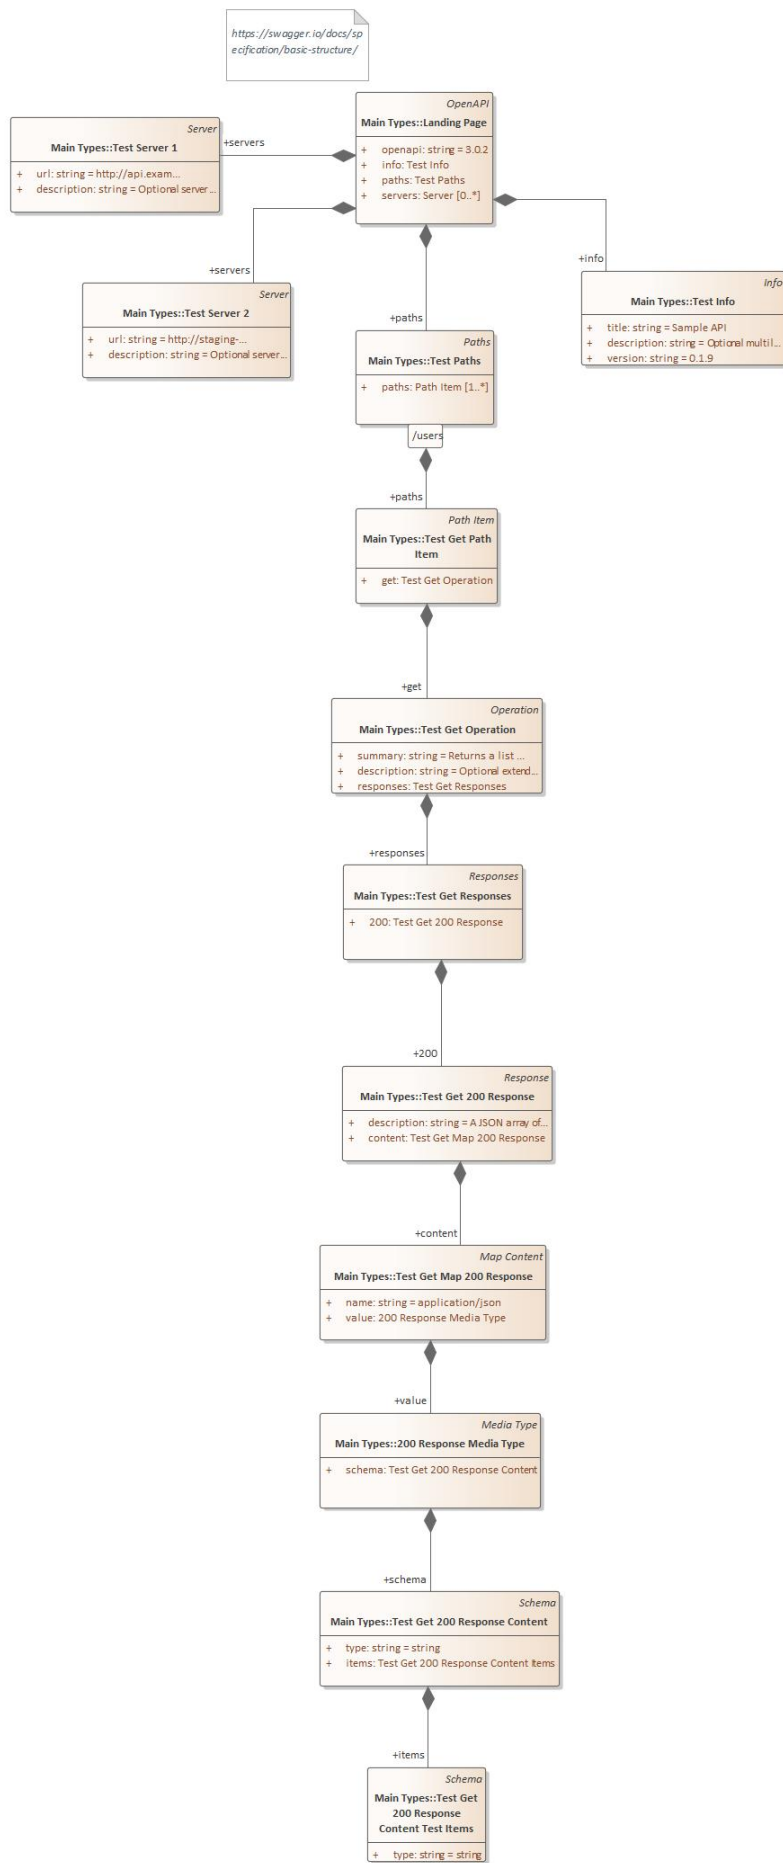 https://swagger.io/docs/sp
ecification/basic-structure/
OpenAPI
Main Types::Landing Page
+ openapi: string = 3.0.2
+ info: Test Info
+ paths: Test Paths
+ servers: Server [0..*]
Server
Main Types::Test Server 1
+ url: string = http://api.exam...
+ description: string = Optional server...
+servers
+servers
Server
Main Types::Test Server 2
+ url: string = http://staging-...
+ description: string = Optional server...
+info
Info
Main Types::Test Info
+ title: string = Sample API
+ description: string = Optional multil...
+ version: string = 0.1.9
+paths
Paths
Main Types::Test Paths
+ paths: Path Item [1..*]
/users
+paths
Path Item
Main Types::Test Get Path
Item
+ get: Test Get Operation
+get
Operation
Main Types::Test Get Operation
+ summary: string = Returns a list ...
+ description: string = Optional extend...
+ responses: Test Get Responses
+responses
Responses
Main Types::Test Get Responses
+ 200: Test Get 200 Response
+200
Response
Main Types::Test Get 200 Response
+ description: string = A JSON array of...
+ content: Test Get Map 200 Response
+content
Map Content
Main Types::Test Get Map 200 Response
+ name: string = application/json
+ value: 200 Response Media Type
+value
Media Type
Main Types::200 Response Media Type
+ schema: Test Get 200 Response Content
+schema
Schema
Main Types::Test Get 200 Response Content
+ type: string = string
+ items: Test Get 200 Response Content Items
+items
Schema
Main Types::Test Get
200 Response
Content Test Items
+ type: string = string